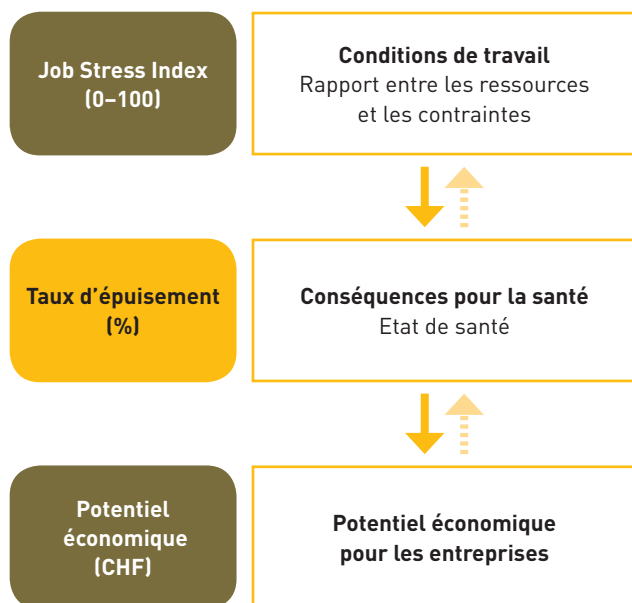 Job Stress Index
(0–100)
Conditions de travail
Rapport entre les ressources
et les contraintes
Taux d'épuisement
(%)
Conséquences pour la santé
Etat de santé
Potentiel
économique
(CHF)
Potentiel économique
pour les entreprises